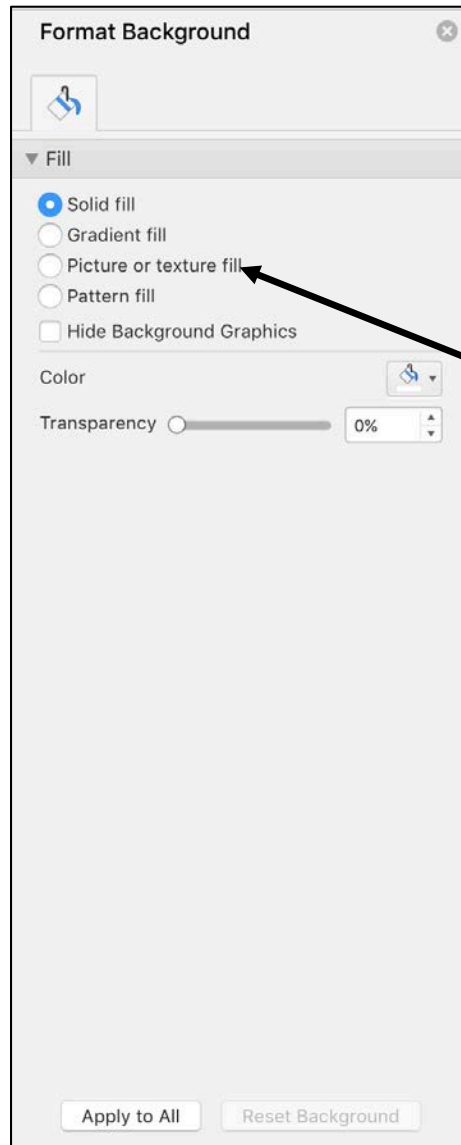 Format Background
Fill
Solid fill
Gradient fill
Picture or texture fill
Pattern fill
Hide Background Graphics
Color
Transparency 0%
Apply to All Reset Background